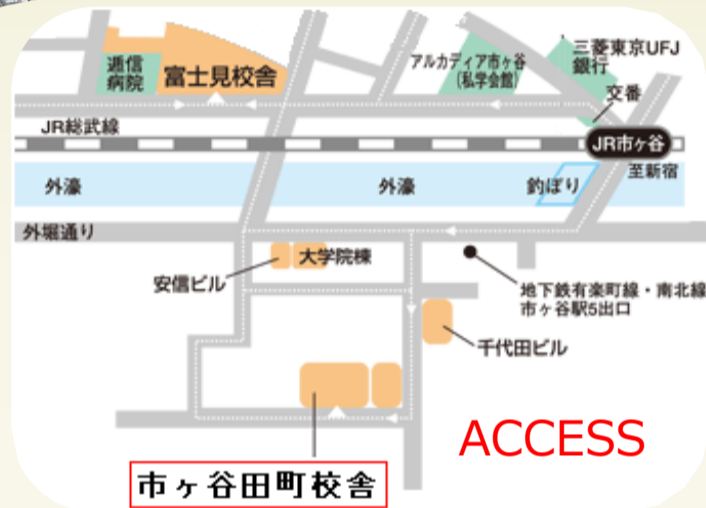 三菱東京UFJ
銀行
アルカディア市ヶ谷
(私学会館)
逓信
病院
富士見校舎
交番
JR総武線
JR市ヶ谷
至新宿
外濠
外濠
釣ぼり
外堀通り
大学院棟
安信ビル
地下鉄有楽町線・南北線
市ヶ谷駅5出口
千代田ビル
ACCESS
市ヶ谷田町校舎